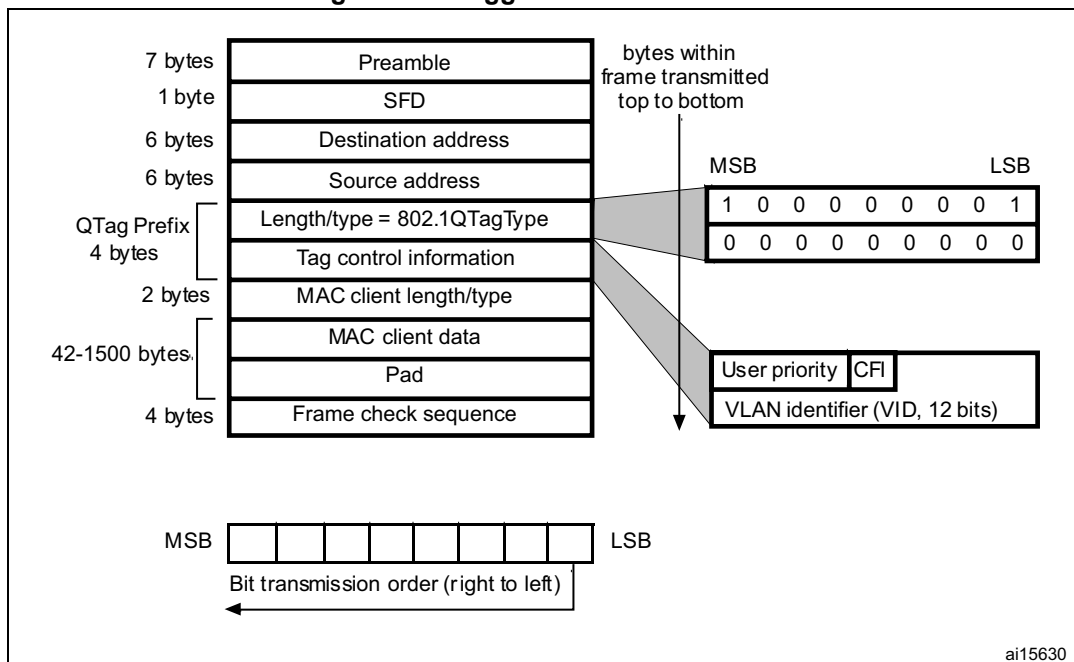 7 bytes
Preamble
1 byte
SFD
6 bytes
Destination address
6 bytes
Source address
QTag Prefix
4 bytes
Length/type = 802.1QTagType
Tag control information
2 bytes
MAC client length/type
42-1500 bytes
MAC client data
Pad
4 bytes
Frame check sequence
bytes within
frame transmitted
top to bottom
MSB LSB
1 0 0 0 0 0 0 0 1
0 0 0 0 0 0 0 0 0
User priority CFI
VLAN identifier (VID, 12 bits)
MSB LSB
Bit transmission order (right to left)
ai15630